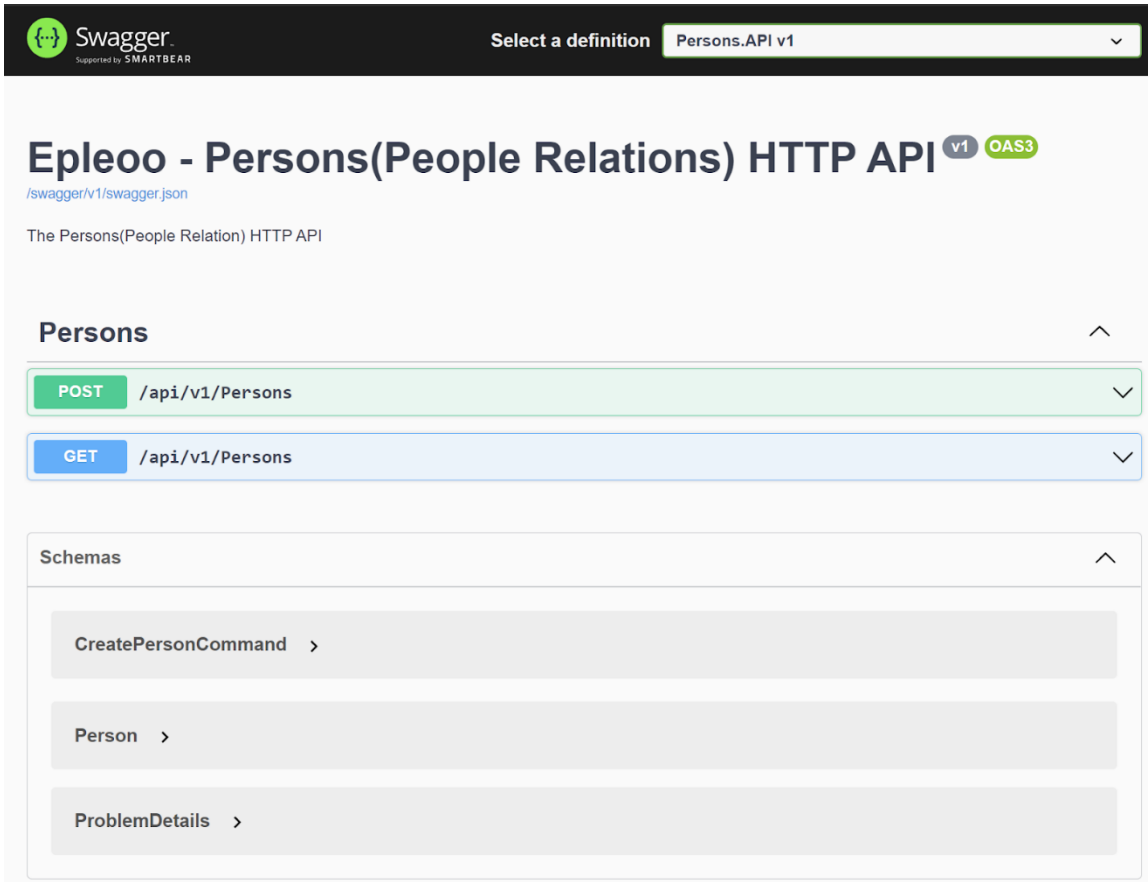 {···} Swagger™
Supported by SMARTBEAR
Select a definition Persons.API v1
Epleoo - Persons(People Relations) HTTP API v1 OAS3
/swagger/v1/swagger.json
The Persons(People Relation) HTTP API
Persons
POST /api/v1/Persons
GET /api/v1/Persons
Schemas
CreatePersonCommand
Person
ProblemDetails